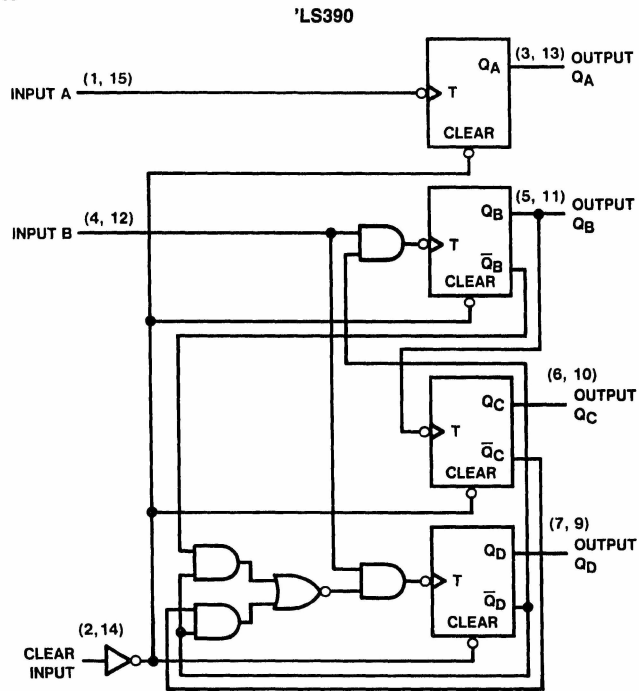 'LS390
INPUT A
(1, 15)
T
QA
CLEAR
(3, 13)
OUTPUT
QA
INPUT B
(4, 12)
T
QB
Q̅B
CLEAR
(5, 11)
OUTPUT
QB
T
QC
Q̅C
CLEAR
(6, 10)
OUTPUT
QC
T
QD
Q̅D
CLEAR
(7, 9)
OUTPUT
QD
(2,14)
CLEAR
INPUT